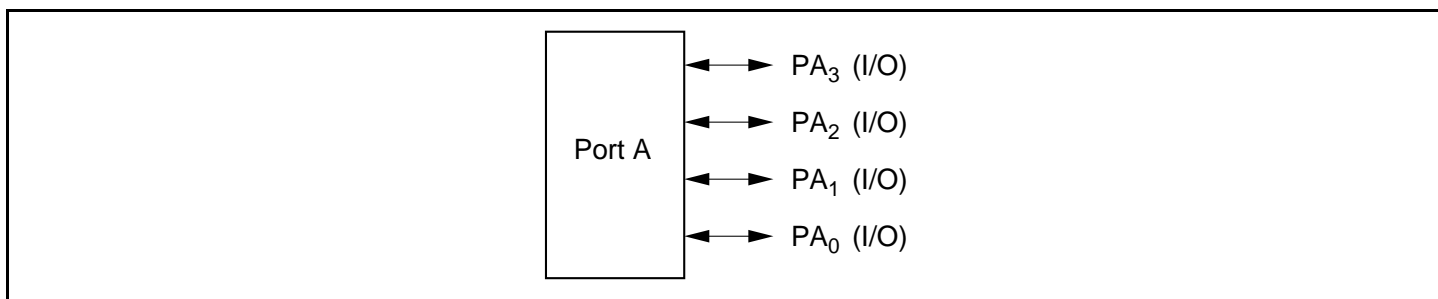 PA₃ (I/O)
PA₂ (I/O)
Port A
PA₁ (I/O)
PA₀ (I/O)